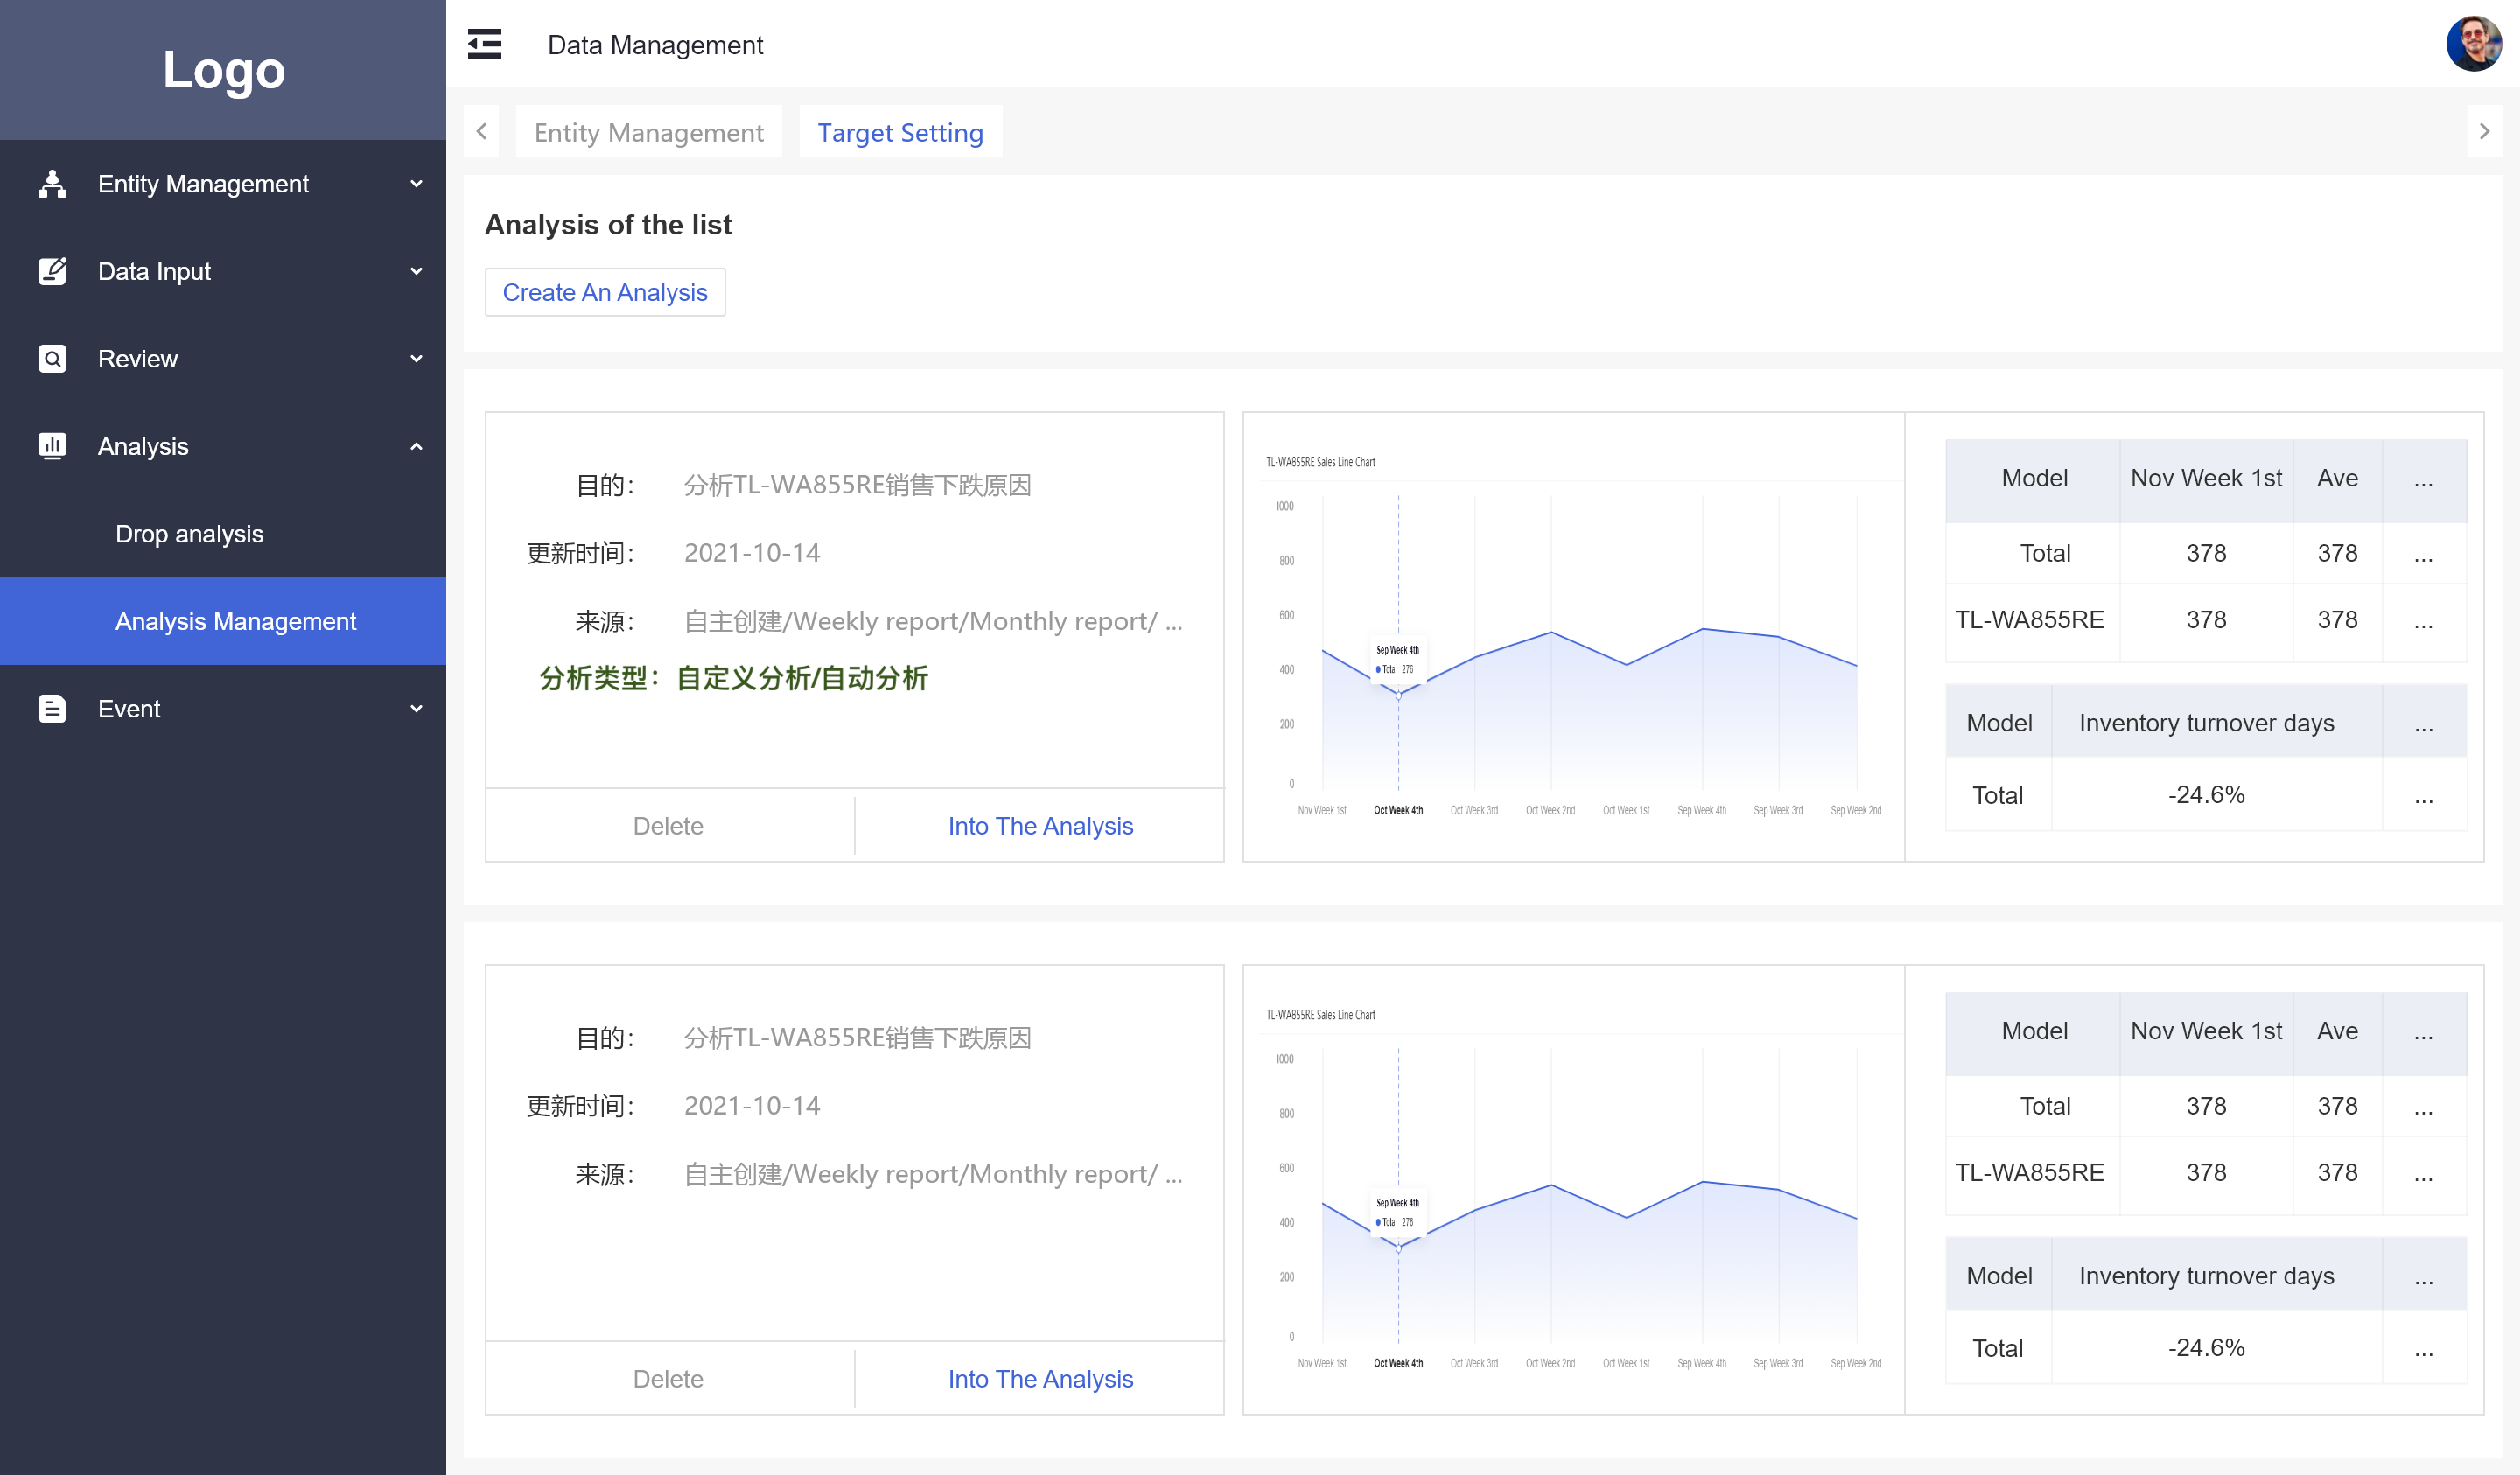 Logo
Entity Management
Data Input
Review
Analysis
Drop analysis
Analysis Management
Event
Data Management
Entity Management
Target Setting
Analysis of the list
Create An Analysis
目的： 分析TL-WA855RE销售下跌原因
更新时间： 2021-10-14
来源： 自主创建/Weekly report/Monthly report/ ...
分析类型：自定义分析/自动分析
Delete
Into The Analysis
TL-WA855RE Sales Line Chart
1000
800
600
400
200
0
Sep Week 4th
Total 276
Nov Week 1st Oct Week 4th Oct Week 3rd Oct Week 2nd Oct Week 1st Sep Week 4th Sep Week 3rd Sep Week 2nd
Model Nov Week 1st Ave ...
Total 378 378 ...
TL-WA855RE 378 378 ...
Model Inventory turnover days ...
Total -24.6% ...
目的： 分析TL-WA855RE销售下跌原因
更新时间： 2021-10-14
来源： 自主创建/Weekly report/Monthly report/ ...
Delete
Into The Analysis
TL-WA855RE Sales Line Chart
1000
800
600
400
200
0
Sep Week 4th
Total 276
Nov Week 1st Oct Week 4th Oct Week 3rd Oct Week 2nd Oct Week 1st Sep Week 4th Sep Week 3rd Sep Week 2nd
Model Nov Week 1st Ave ...
Total 378 378 ...
TL-WA855RE 378 378 ...
Model Inventory turnover days ...
Total -24.6% ...